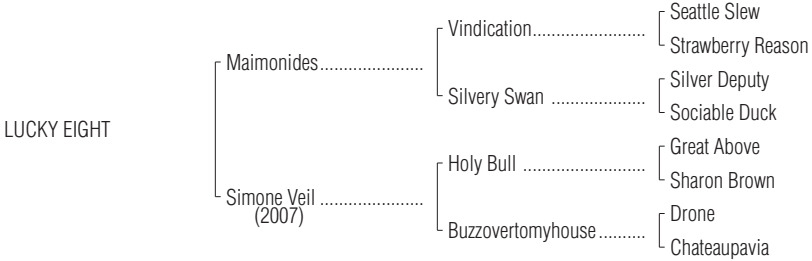 Seattle Slew
Vindication.......................
Strawberry Reason
Maimonides.....................
Silver Deputy
Silvery Swan ...................
Sociable Duck
LUCKY EIGHT
Great Above
Holy Bull .........................
Sharon Brown
Simone Veil .....................
(2007)
Drone
Buzzovertomyhouse..........
Chateaupavia